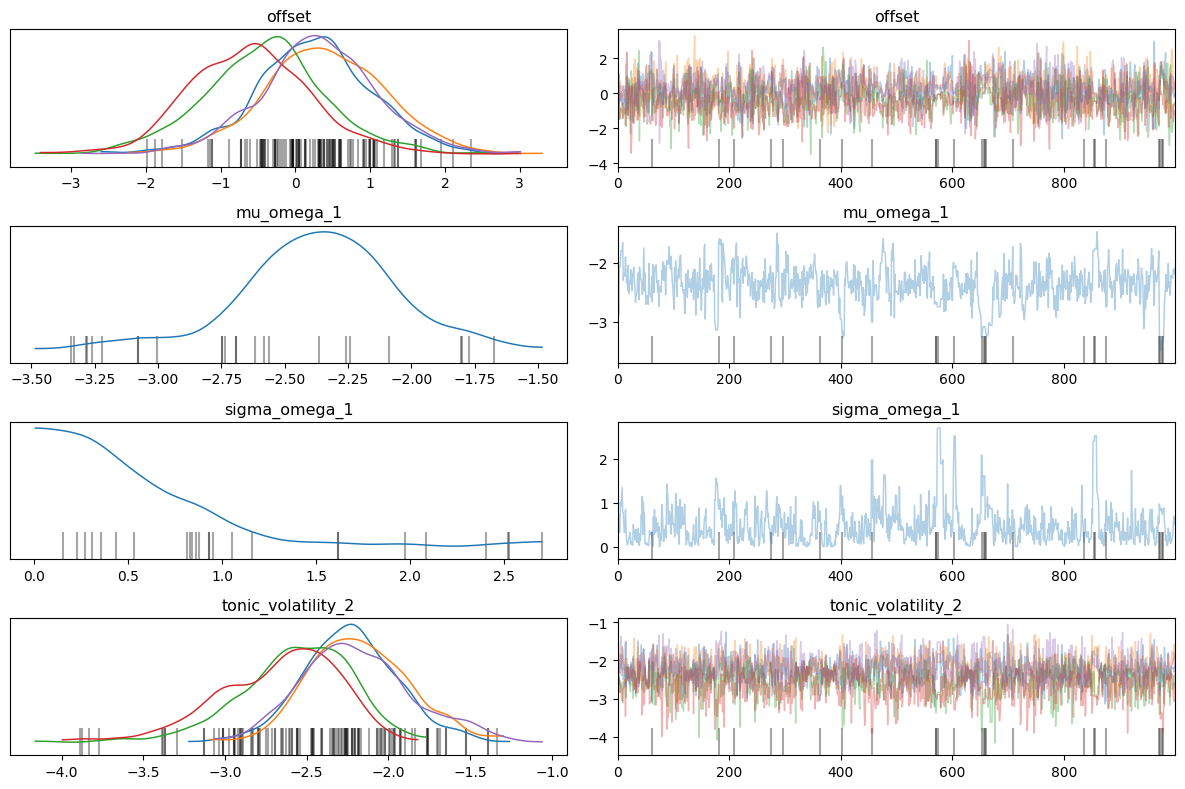 offset
offset
−3 −2 −1 0 1 2 3
2
0
−2
−4
0 200 400 600 800
mu_omega_1
mu_omega_1
−3.50 −3.25 −3.00 −2.75 −2.50 −2.25 −2.00 −1.75 −1.50
−2
−3
0 200 400 600 800
sigma_omega_1
sigma_omega_1
0.0 0.5 1.0 1.5 2.0 2.5
2
1
0
0 200 400 600 800
tonic_volatility_2
tonic_volatility_2
−4.0 −3.5 −3.0 −2.5 −2.0 −1.5 −1.0
−1
−2
−3
−4
0 200 400 600 800